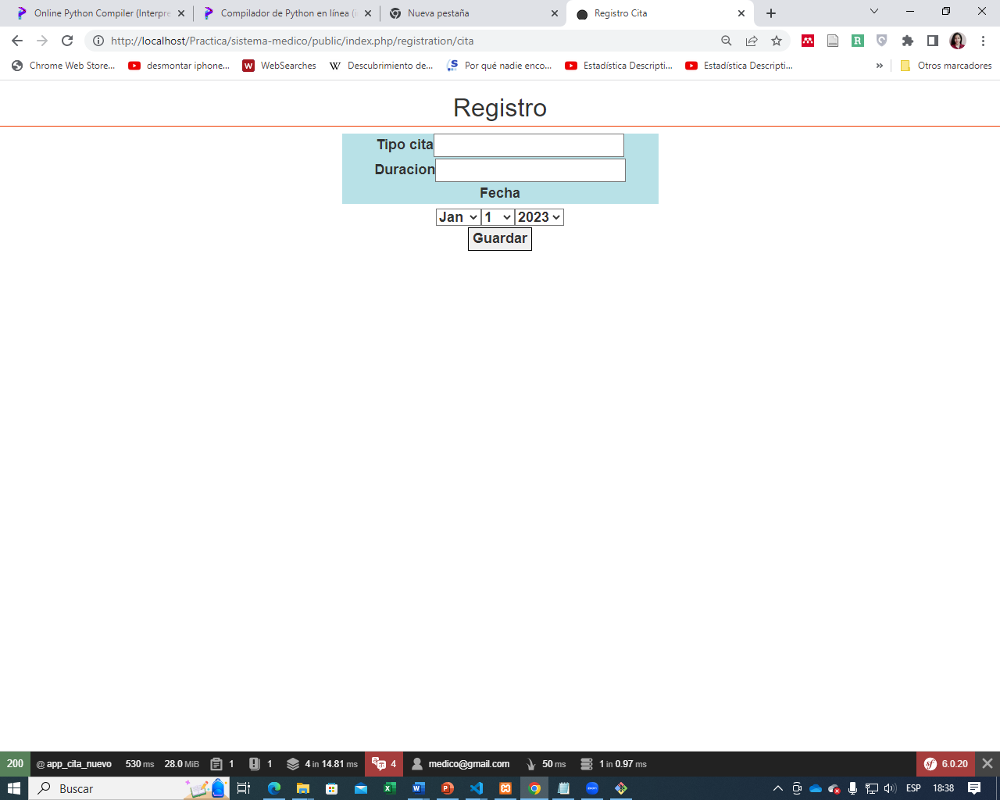 Online Python Compiler (Interpre
Compilador de Python en línea (i
Nueva pestaña
Registro Cita
http://localhost/Practica/sistema-medico/public/index.php/registration/cita
Chrome Web Store...
desmontar iphone...
WebSearches
Descubrimiento de...
Por qué nadie enco...
Estadística Descripti...
Estadística Descripti...
»
Otros marcadores
Registro
Tipo cita
Duracion
Fecha
Jan 1 2023
Guardar
200 @ app_cita_nuevo 530 ms 28.0 MiB 1 1 4 in 14.81 ms 4 medico@gmail.com 50 ms 1 in 0.97 ms 6.0.20
Buscar
ESP 18:38